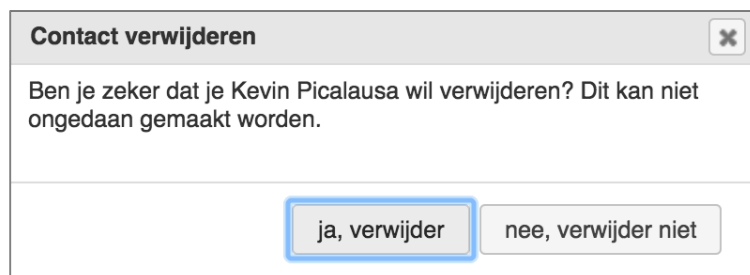 Contact verwijderen
Ben je zeker dat je Kevin Picalausa wil verwijderen? Dit kan niet
ongedaan gemaakt worden.
ja, verwijder
nee, verwijder niet